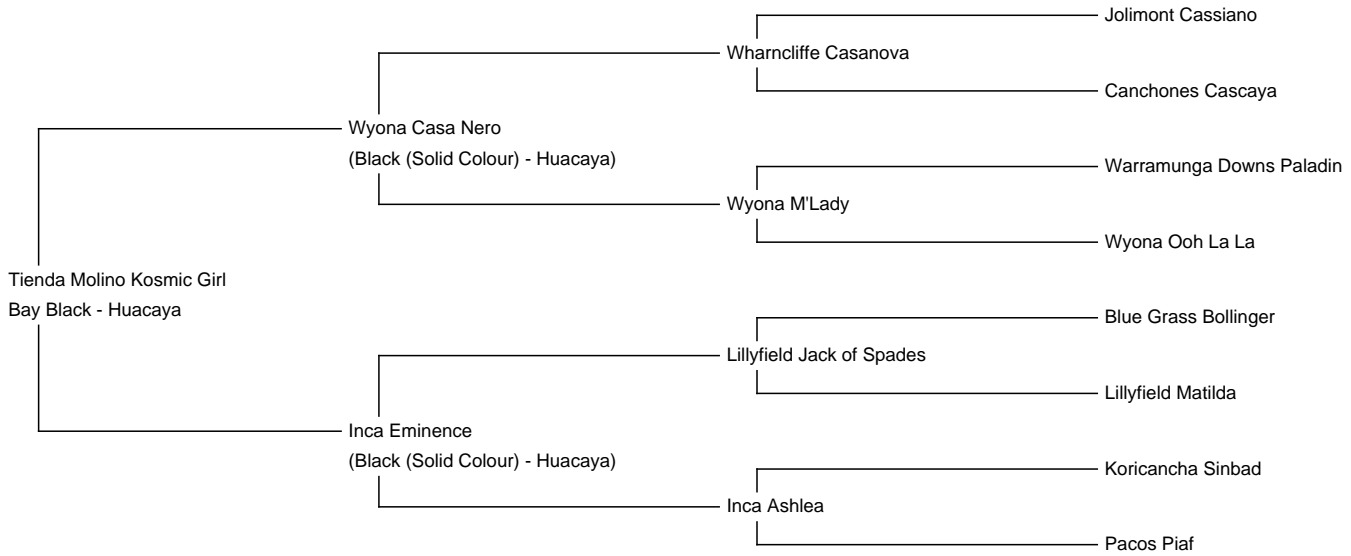 Jolimont Cassiano
Wharncliffe Casanova
Canchones Cascaya
Wyona Casa Nero
(Black (Solid Colour) - Huacaya)
Warramunga Downs Paladin
Wyona M'Lady
Wyona Ooh La La
Tienda Molino Kosmic Girl
Bay Black - Huacaya
Blue Grass Bollinger
Lillyfield Jack of Spades
Lillyfield Matilda
Inca Eminence
(Black (Solid Colour) - Huacaya)
Koricancha Sinbad
Inca Ashlea
Pacos Piaf